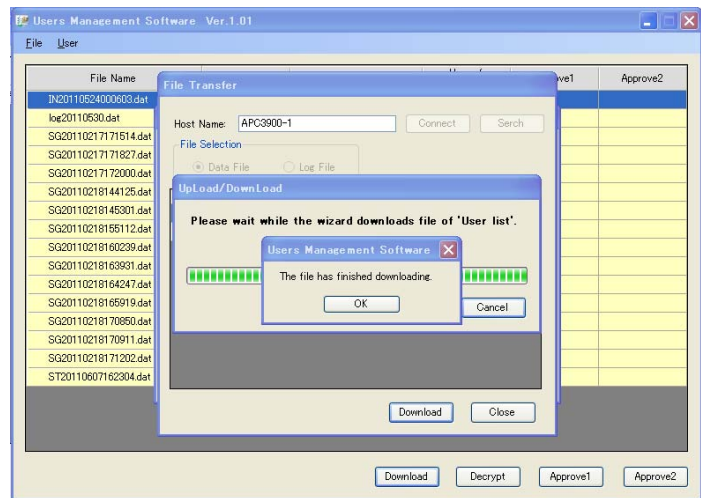 Users Management Software Ver.1.01
File User
File Name
ve1 Approve2
IN20110524000603.dat
log20110530.dat
SG20110217171514.dat
SG20110217171827.dat
SG20110217172000.dat
SG20110218144125.dat
SG20110218145301.dat
SG20110218155112.dat
SG20110218160239.dat
SG20110218163931.dat
SG20110218164247.dat
SG20110218165919.dat
SG20110218170850.dat
SG20110218170911.dat
SG20110218171202.dat
ST20110607162304.dat
File Transfer
Host Name: APC3900-1 Connect Serch
File Selection
Data File Log File
UpLoad/DownLoad
Please wait while the wizard downloads file of 'User list'.
Users Management Software
The file has finished downloading.
OK
Cancel
Download Close
Download Decrypt Approve1 Approve2